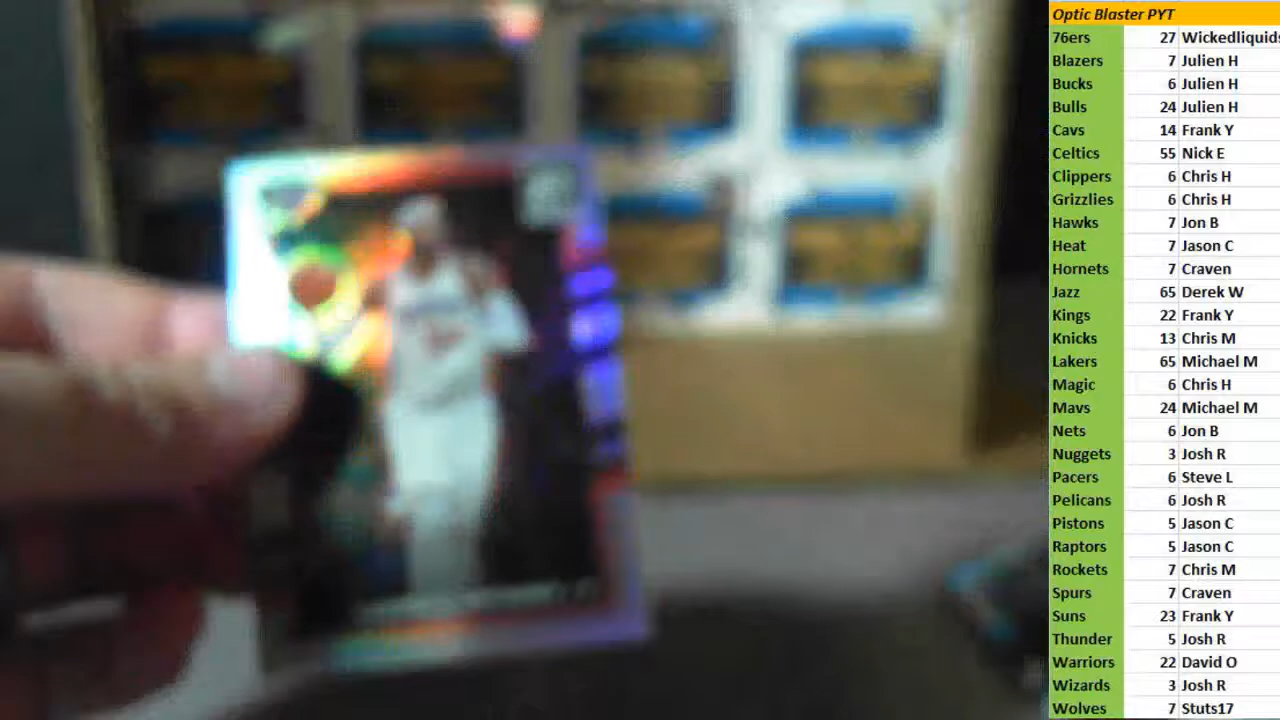 Optic Blaster PYT
76ers 27 Wickedliquids
Blazers 7 Julien H
Bucks 6 Julien H
Bulls 24 Julien H
Cavs 14 Frank Y
Celtics 55 Nick E
Clippers 6 Chris H
Grizzlies 6 Chris H
Hawks 7 Jon B
Heat 7 Jason C
Hornets 7 Craven
Jazz 65 Derek W
Kings 22 Frank Y
Knicks 13 Chris M
Lakers 65 Michael M
Magic 6 Chris H
Mavs 24 Michael M
Nets 6 Jon B
Nuggets 3 Josh R
Pacers 6 Steve L
Pelicans 6 Josh R
Pistons 5 Jason C
Raptors 5 Jason C
Rockets 7 Chris M
Spurs 7 Craven
Suns 23 Frank Y
Thunder 5 Josh R
Warriors 22 David O
Wizards 3 Josh R
Wolves 7 Stuts17